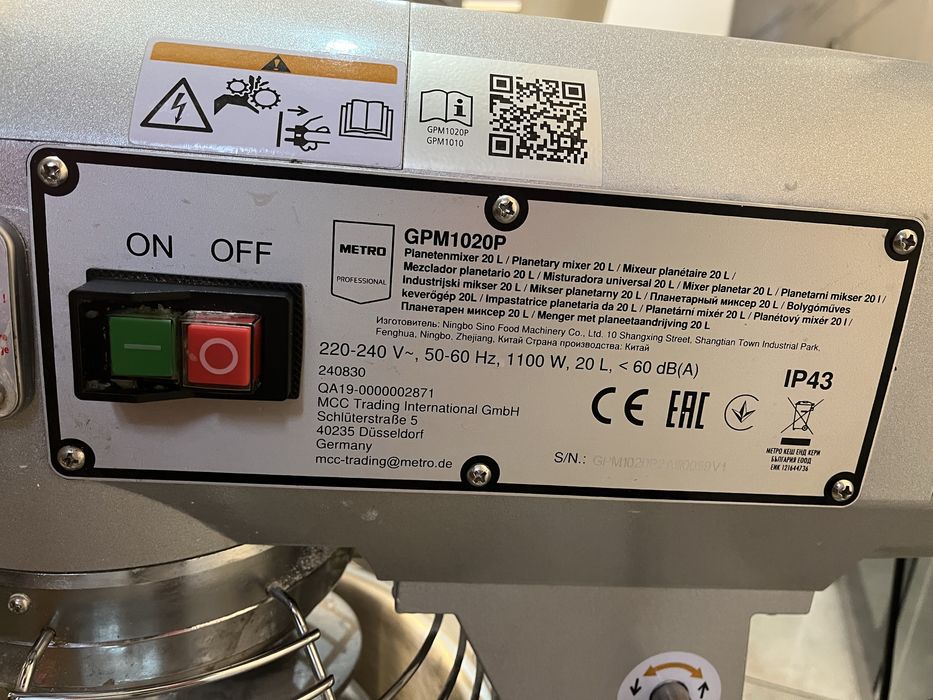 GPM1020P
GPM1010
ON OFF
METRO
PROFESSIONAL
GPM1020P
Planetenmixer 20 L / Planetary mixer 20 L / Mixeur planétaire 20 L /
Mezclador planetario 20 L / Misturadora universal 20 L / Mixer planetar 20 L / Planetarni mikser 20 l /
Industrijski mikser 20 L / Mikser planetarny 20 L / Планетарный миксер 20 L / Bolygóműves
keverőgép 20L / Impastatrice planetaria da 20 L / Planetární mixér 20 L / Planétový mixér 20 l /
Планетарен миксер 20 L / Menger met planeetaandrijving 20 L
Изготовитель: Ningbo Sino Food Machinery Co., Ltd. 10 Shangxing Street, Shangtian Town Industrial Park,
Fenghua, Ningbo, Zhejiang, Китай Страна производства: Китай
220-240 V~, 50-60 Hz, 1100 W, 20 L, < 60 dB(A)
240830
QA19-0000002871
MCC Trading International GmbH
Schlüterstraße 5
40235 Düsseldorf
Germany
mcc-trading@metro.de
IP43
CE EAC
МЕТРО КЕШ ЕНД КЕРИ
БЪЛГАРИЯ ЕООД
ЕИК 121644736
S/N.: